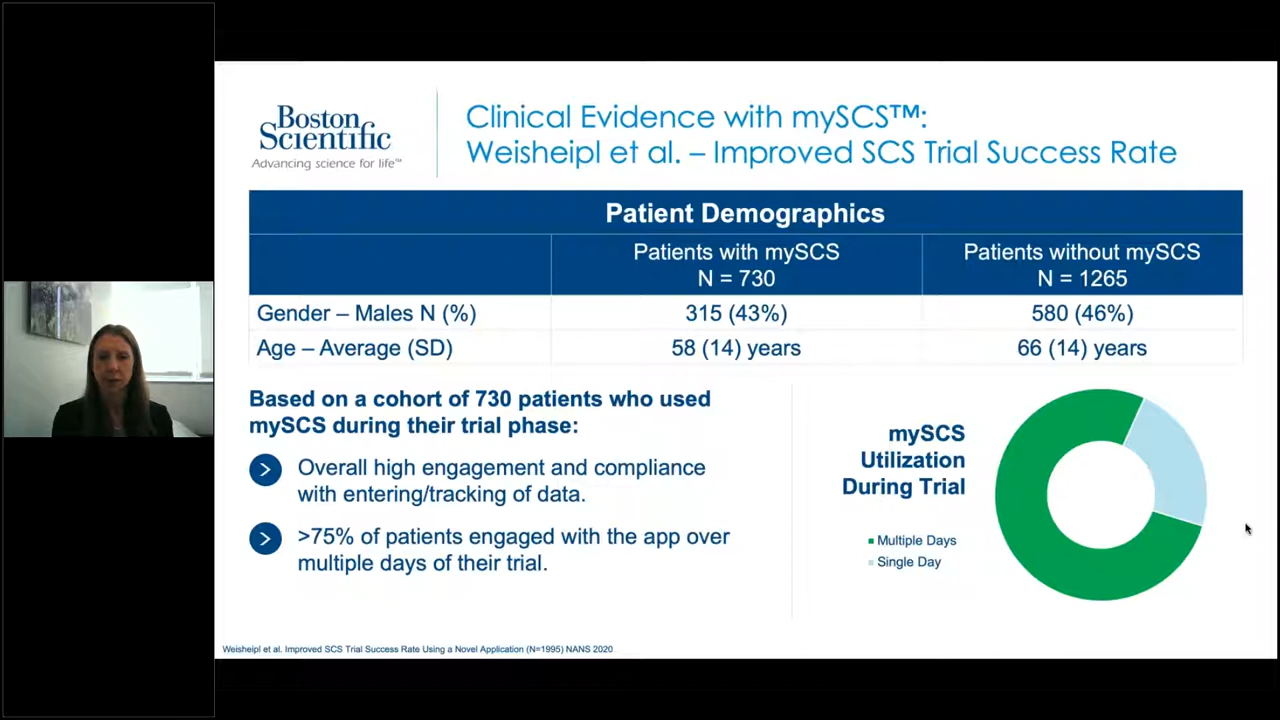 Boston
Scientific
Advancing science for life™
Clinical Evidence with mySCS™:
Weisheipl et al. – Improved SCS Trial Success Rate
Patient Demographics
Patients with mySCS
N = 730
Patients without mySCS
N = 1265
Gender – Males N (%)
315 (43%)
580 (46%)
Age – Average (SD)
58 (14) years
66 (14) years
Based on a cohort of 730 patients who used
mySCS during their trial phase:
Overall high engagement and compliance
with entering/tracking of data.
>75% of patients engaged with the app over
multiple days of their trial.
mySCS
Utilization
During Trial
Multiple Days
Single Day
Weisheipl et al. Improved SCS Trial Success Rate Using a Novel Application (N=1995) NANS 2020